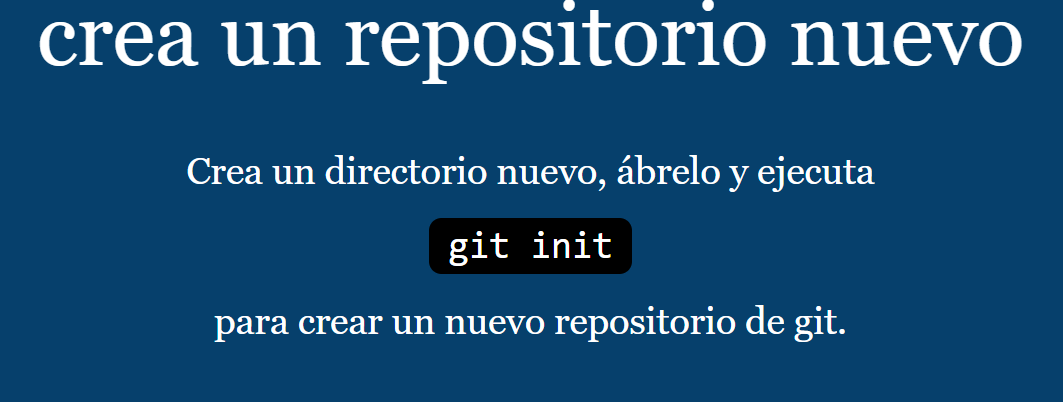 crea un repositorio nuevo
Crea un directorio nuevo, ábrelo y ejecuta
git init
para crear un nuevo repositorio de git.